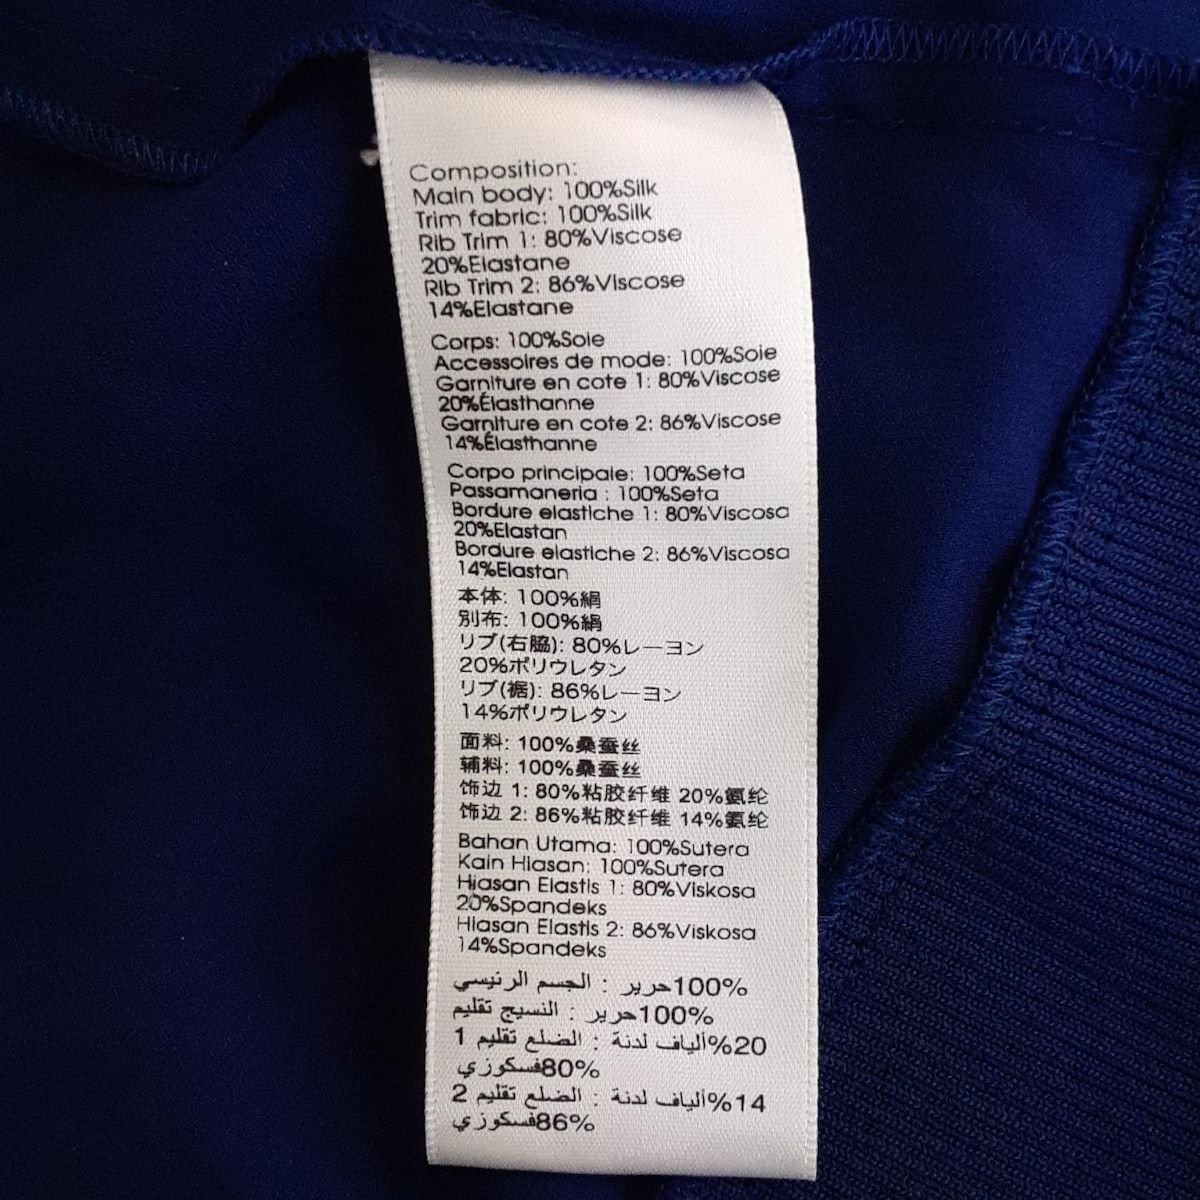 Composition:
Main body: 100%Silk
Trim fabric: 100%Silk
Rib Trim 1: 80%Viscose
20%Elastane
Rib Trim 2: 86%Viscose
14%Elastane
Corps: 100%Soie
Accessoires de mode: 100%Soie
Garniture en cote 1: 80%Viscose
20%Élasthanne
Garniture en cote 2: 86%Viscose
14%Élasthanne
Corpo principale: 100%Seta
Passamaneria : 100%Seta
Bordure elastiche 1: 80%Viscosa
20%Elastan
Bordure elastiche 2: 86%Viscosa
14%Elastan
本体: 100%絹
別布: 100%絹
リブ(右脇): 80%レーヨン
20%ポリウレタン
リブ(裾): 86%レーヨン
14%ポリウレタン
面料: 100%桑蚕丝
辅料: 100%桑蚕丝
饰边 1: 80%粘胶纤维 20%氨纶
饰边 2: 86%粘胶纤维 14%氨纶
Bahan Utama: 100%Sutera
Kain Hiasan: 100%Sutera
Hiasan Elastis 1: 80%Viskosa
20%Spandeks
Hiasan Elastis 2: 86%Viskosa
14%Spandeks
100%حرير : الجسم الرئيسي
100%حرير : النسيج تقليم
20%ألياف لدنة : الضلع تقليم 1
80%فسكوزي
14%ألياف لدنة : الضلع تقليم 2
86%فسكوزي